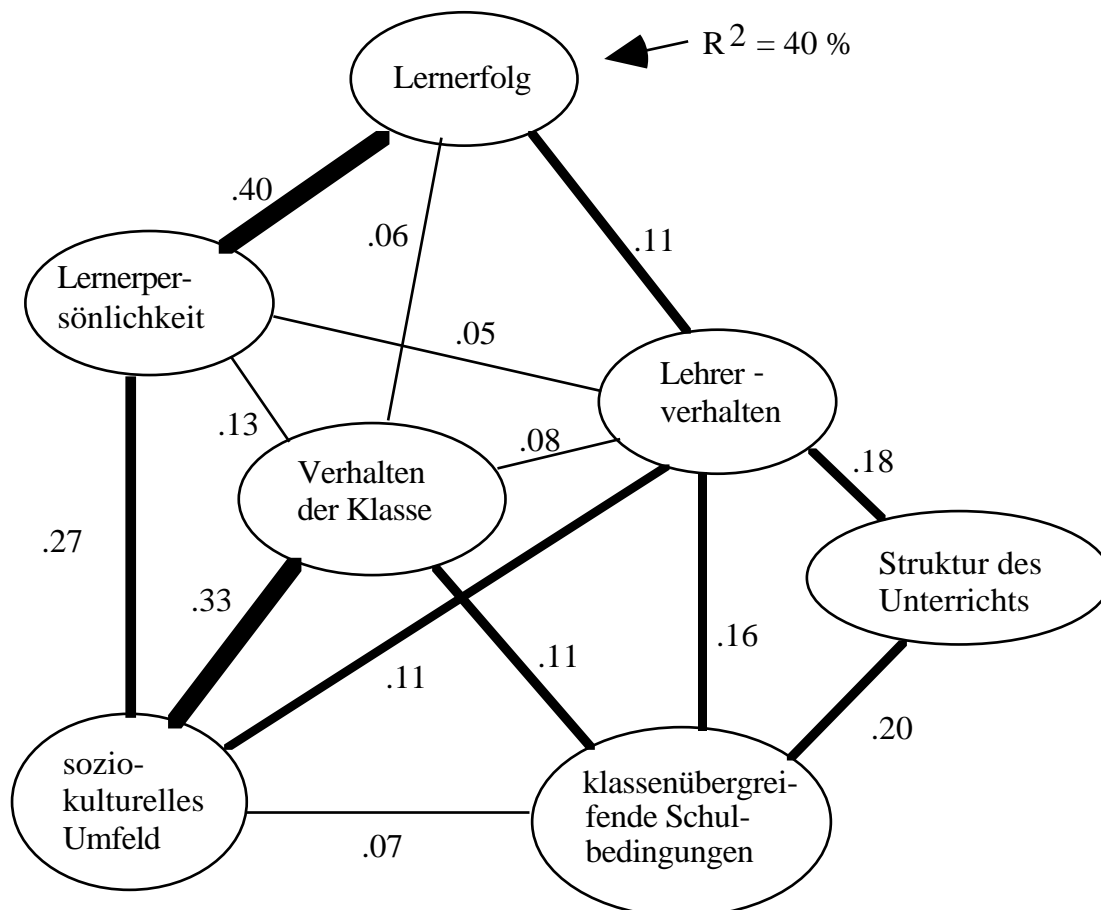 R² = 40 %
Lernerfolg
.40
.06
.11
Lernerper-
sönlichkeit
.05
Lehrer -
verhalten
.13
.08
.18
Verhalten
der Klasse
.27
.33
.11
.11
.16
Struktur des
Unterrichts
.20
sozio-
kulturelles
Umfeld
.07
klassenübergrei-
fende Schul-
bedingungen